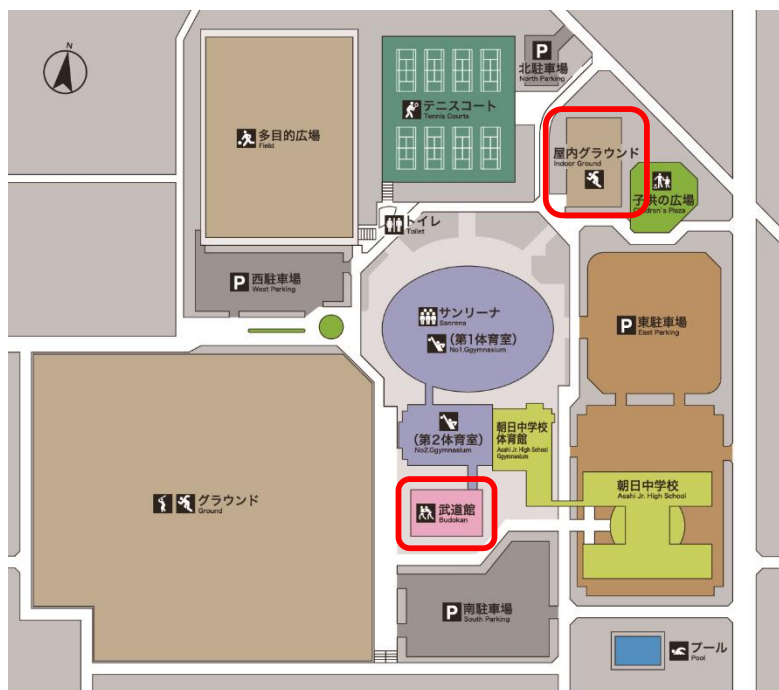 N
P
北駐車場
North Parking
テニスコート
Tennis Courts
多目的広場
Field
屋内グラウンド
Indoor Ground
子供の広場
Children's Plaza
トイレ
Toilet
P 西駐車場
West Parking
サンリーナ
Sanrena
(第1体育室)
No1.Ggymnasium
P 東駐車場
East Parking
(第2体育室)
No2.Ggymnasium
朝日中学校
体育館
Asahi Jr. High School
Ggymnasium
朝日中学校
Asahi Jr. High School
グラウンド
Ground
武道館
Budokan
P 南駐車場
South Parking
プール
Pool